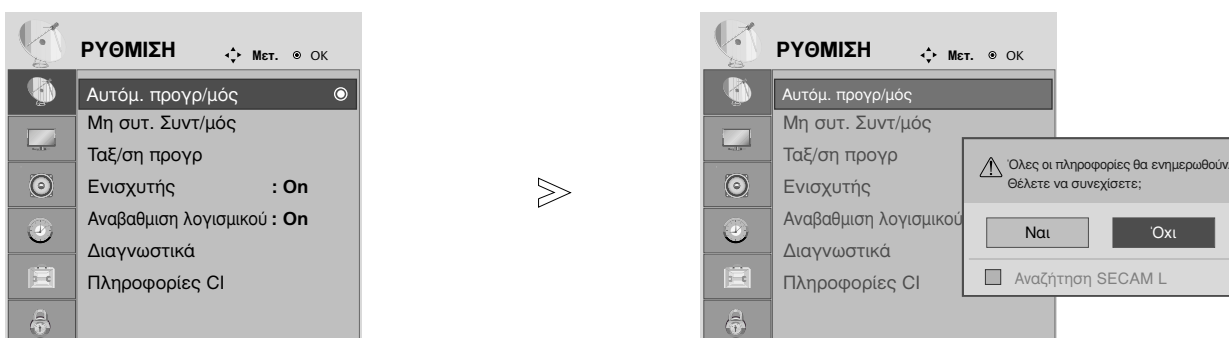 ΡΥΘΜΙΣΗ Μετ. OK
Αυτόμ. προγρ/μός
Μη συτ. Συντ/μός
Ταξ/ση προγρ
Ενισχυτής : On
Αναβαθμιση λογισμικού : On
Διαγνωστικά
Πληροφορίες CI
ΡΥΘΜΙΣΗ Μετ. OK
Αυτόμ. προγρ/μός
Μη συτ. Συντ/μός
Ταξ/ση προγρ
Ενισχυτής
Αναβαθμιση λογισμικού
Διαγνωστικά
Πληροφορίες CI
Όλες οι πληροφορίες θα ενημερωθούν.
Θέλετε να συνεχίσετε;
Ναι Όχι
Αναζήτηση SECAM L